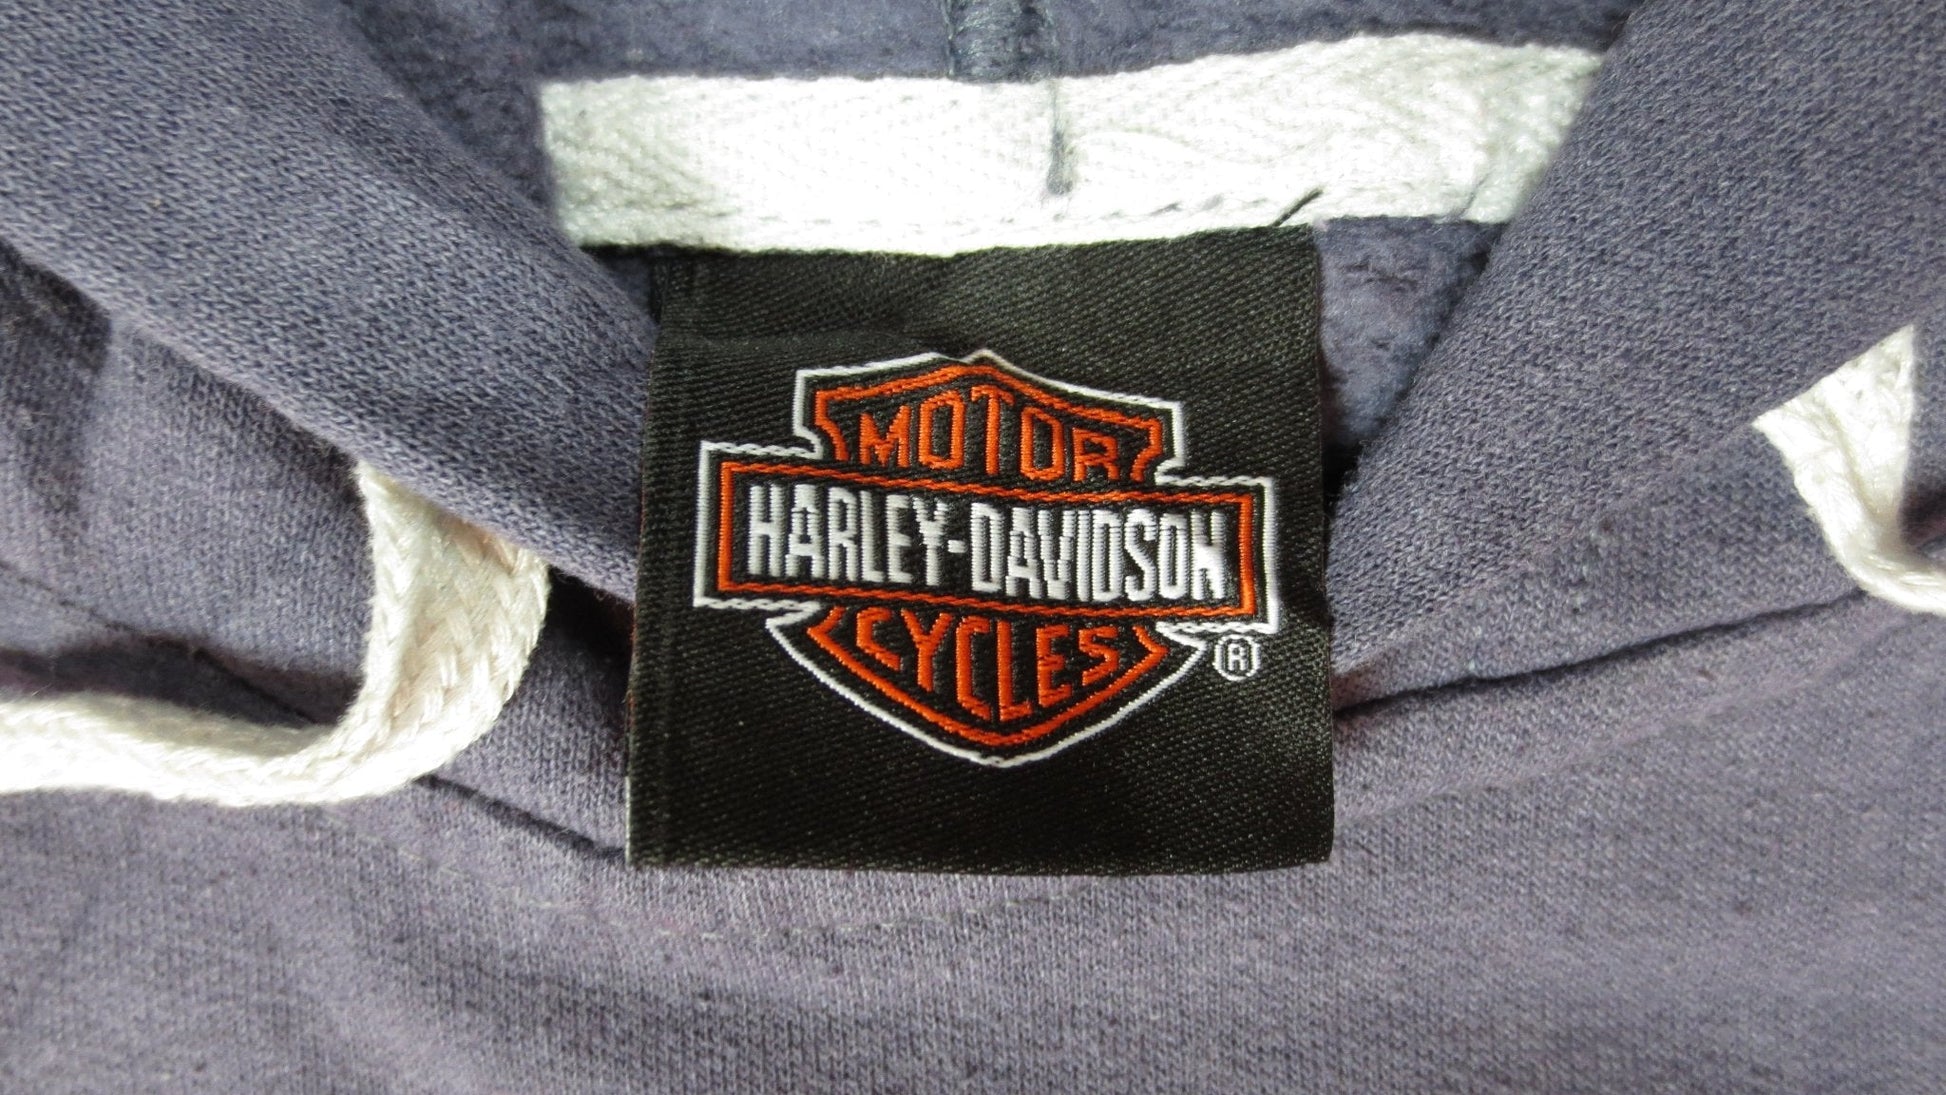 MOTOR
HARLEY-DAVIDSON
CYCLES
®